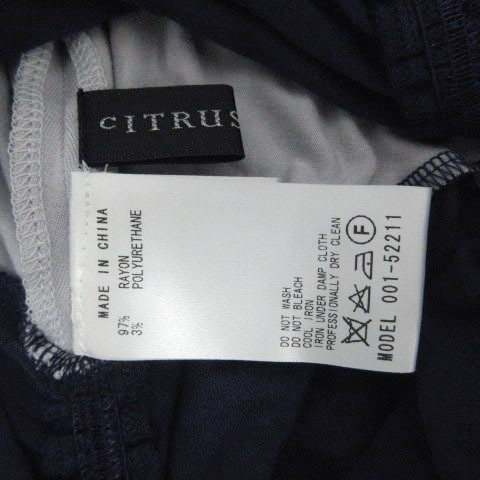 CITRUS
MADE IN CHINA
97% RAYON
3% POLYURETHANE
DO NOT WASH
DO NOT BLEACH
COOL IRON
IRON UNDER DAMP CLOTH
PROFESSIONALLY DRY CLEAN
F
MODEL 001-52211